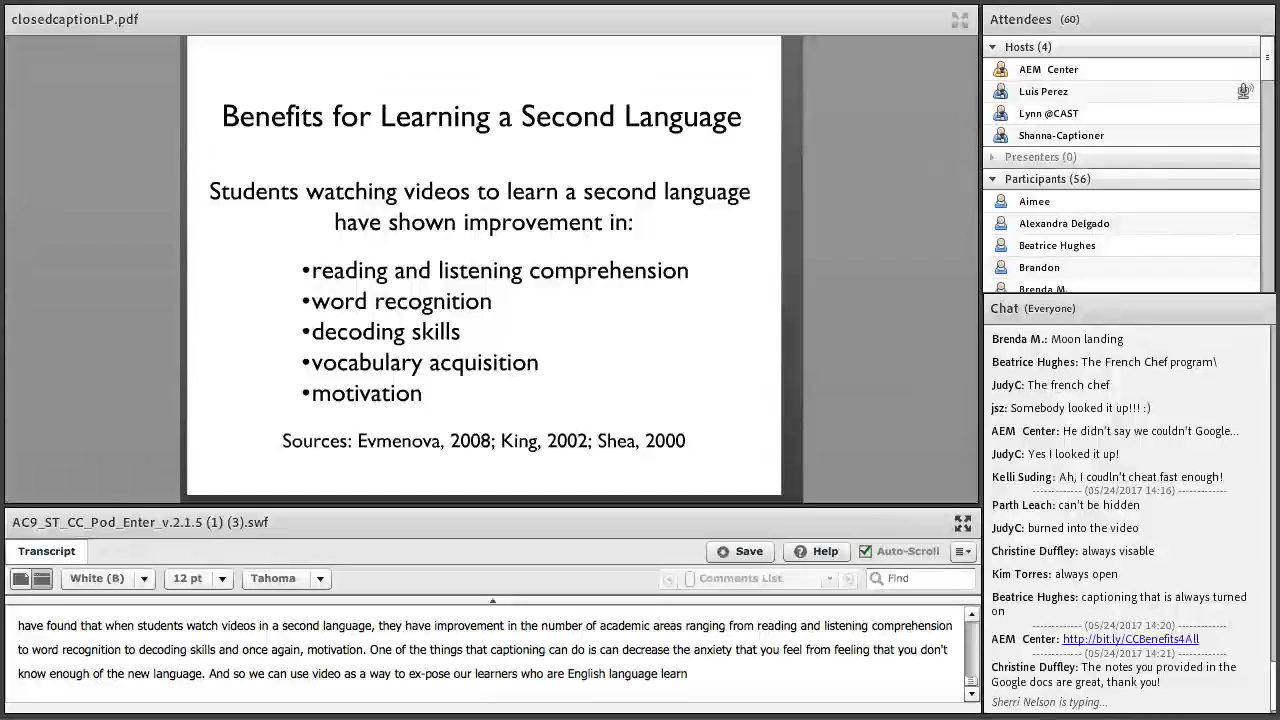 closedcaptionLP.pdf
Benefits for Learning a Second Language
Students watching videos to learn a second language
have shown improvement in:
•reading and listening comprehension
•word recognition
•decoding skills
•vocabulary acquisition
•motivation
Sources: Evmenova, 2008; King, 2002; Shea, 2000
AC9_ST_CC_Pod_Enter_v.2.1.5 (1) (3).swf
Transcript
Save
Help
Auto-Scroll
White (B)
12 pt
Tahoma
Comments List
Find
have found that when students watch videos in a second language, they have improvement in the number of academic areas ranging from reading and listening comprehension
to word recognition to decoding skills and once again, motivation. One of the things that captioning can do is can decrease the anxiety that you feel from feeling that you don't
know enough of the new language. And so we can use video as a way to ex-pose our learners who are English language learn
Attendees (60)
Hosts (4)
AEM Center
Luis Perez
Lynn @CAST
Shanna-Captioner
Presenters (0)
Participants (56)
Aimee
Alexandra Delgado
Beatrice Hughes
Brandon
Brenda M.
Chat (Everyone)
Brenda M.: Moon landing
Beatrice Hughes: The French Chef program\
JudyC: The french chef
jsz: Somebody looked it up!!! :)
AEM Center: He didn't say we couldn't Google...
JudyC: Yes I looked it up!
Kelli Suding: Ah, I coudln't cheat fast enough!
------------- (05/24/2017 14:16) -------------
Parth Leach: can't be hidden
JudyC: burned into the video
Christine Duffley: always visable
Kim Torres: always open
Beatrice Hughes: captioning that is always turned
on
------------- (05/24/2017 14:20) -------------
AEM Center: http://bit.ly/CCBenefits4All
------------- (05/24/2017 14:21) -------------
Christine Duffley: The notes you provided in the
Google docs are great, thank you!
Sherri Nelson is typing...